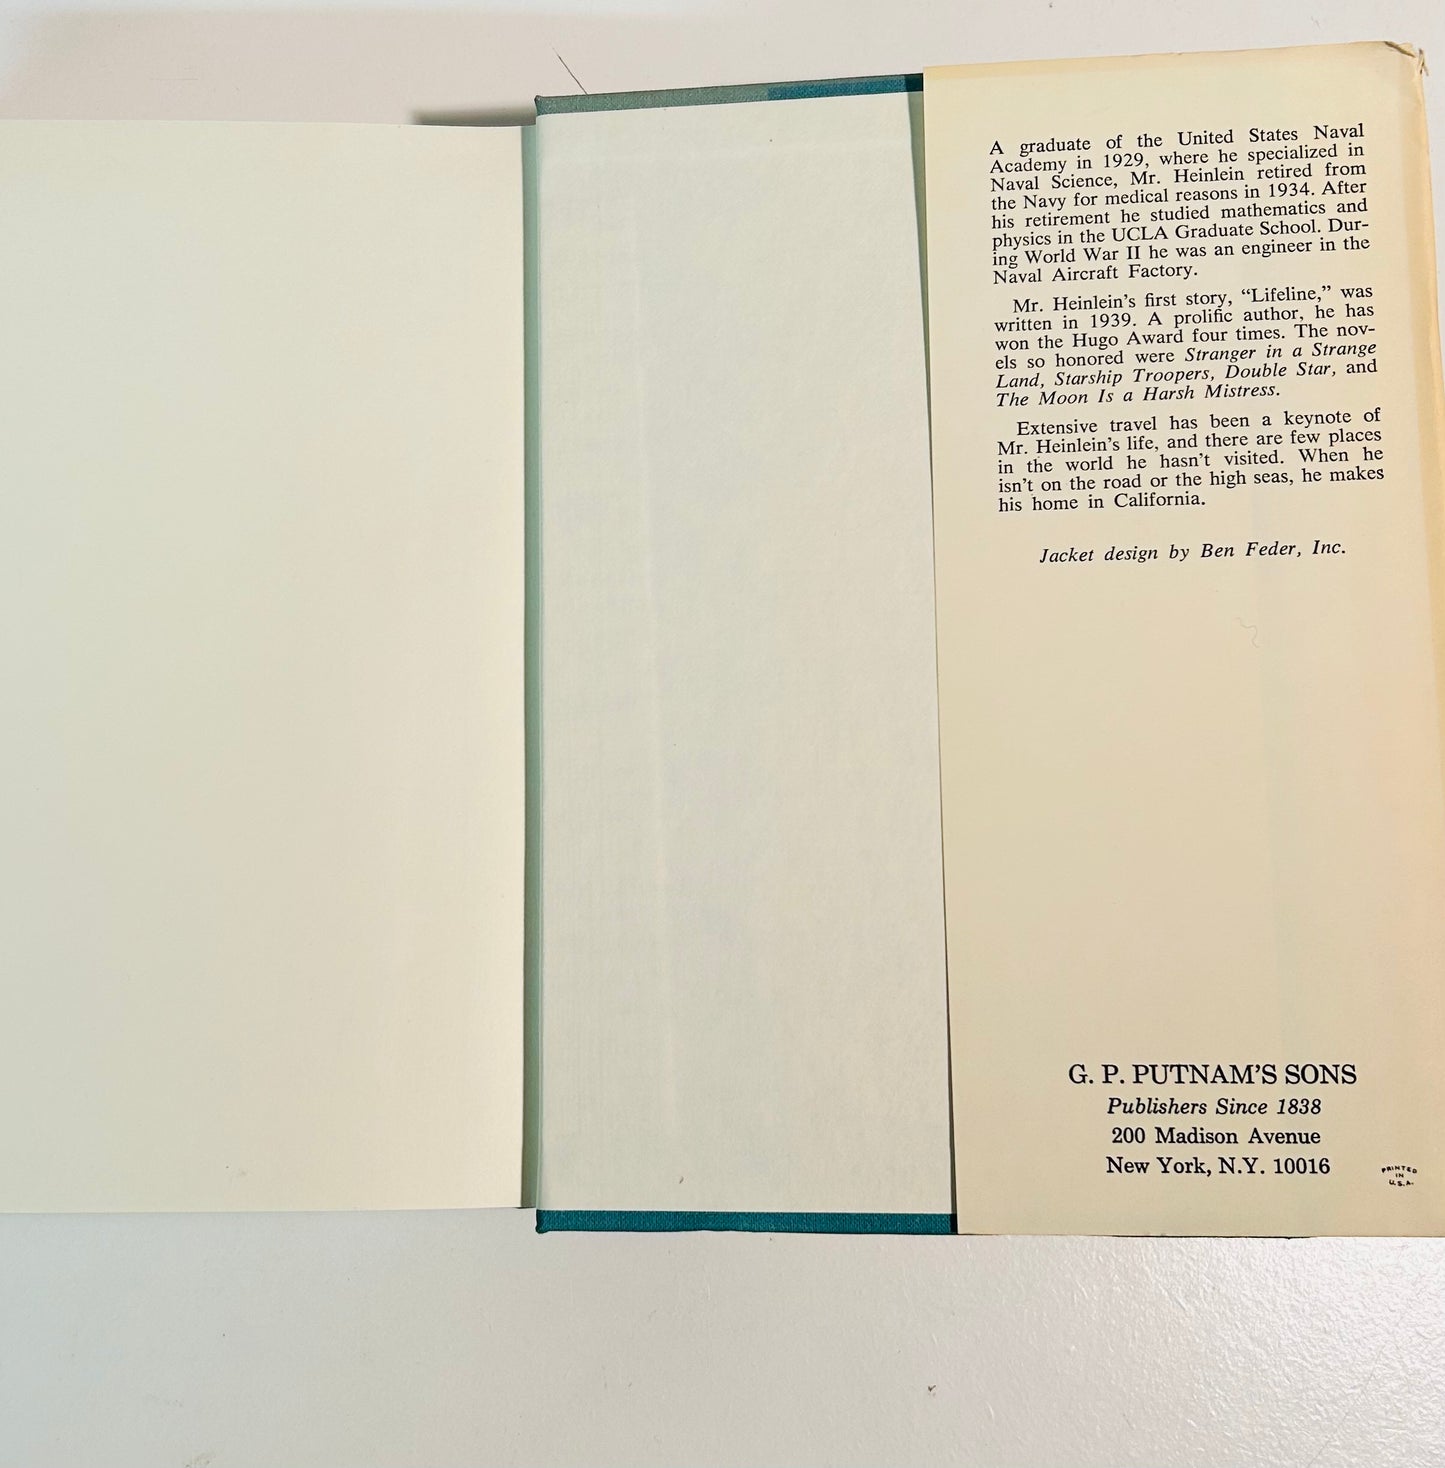 A graduate of the United States Naval
Academy in 1929, where he specialized in
Naval Science, Mr. Heinlein retired from
the Navy for medical reasons in 1934. After
his retirement he studied mathematics and
physics in the UCLA Graduate School. Dur-
ing World War II he was an engineer in the
Naval Aircraft Factory.
Mr. Heinlein's first story, “Lifeline,” was
written in 1939. A prolific author, he has
won the Hugo Award four times. The nov-
els so honored were Stranger in a Strange
Land, Starship Troopers, Double Star, and
The Moon Is a Harsh Mistress.
Extensive travel has been a keynote of
Mr. Heinlein's life, and there are few places
in the world he hasn't visited. When he
isn't on the road or the high seas, he makes
his home in California.
Jacket design by Ben Feder, Inc.
G. P. PUTNAM'S SONS
Publishers Since 1838
200 Madison Avenue
New York, N.Y. 10016
PRINTED
IN
U.S.A.